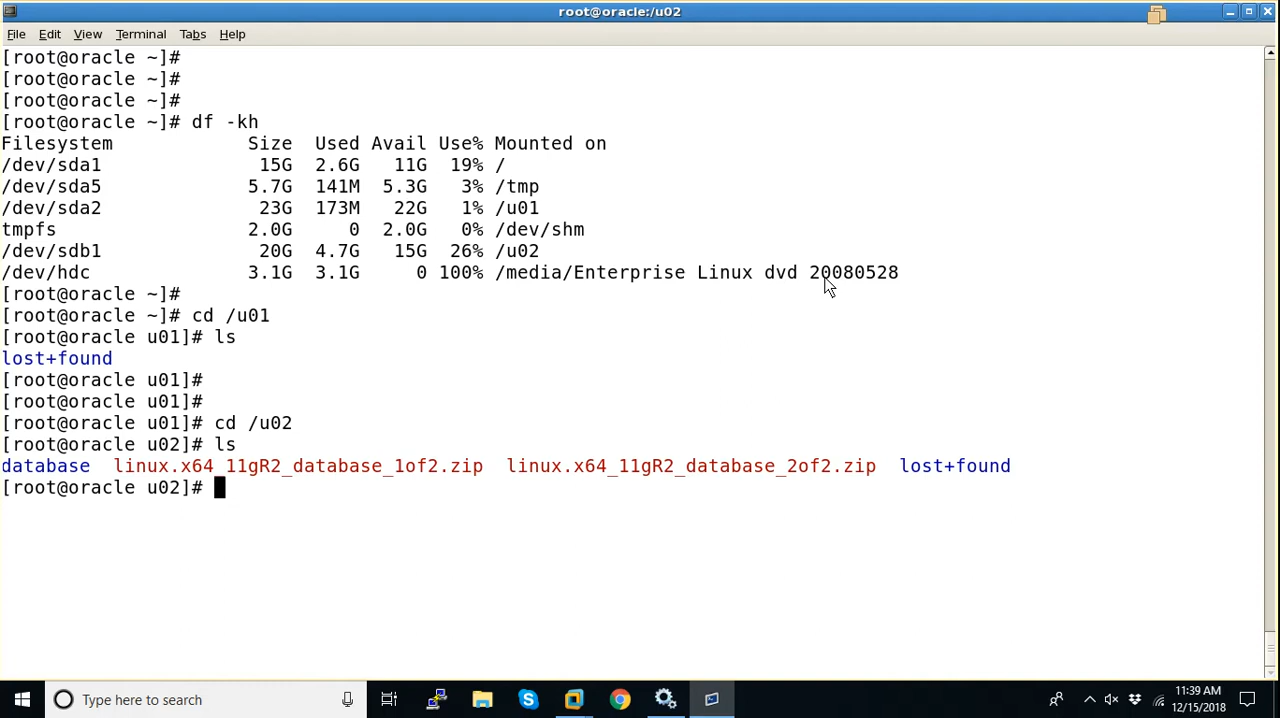 root@oracle:/u02
File Edit View Terminal Tabs Help
[root@oracle ~]#
[root@oracle ~]#
[root@oracle ~]#
[root@oracle ~]# df -kh
Filesystem            Size  Used Avail Use% Mounted on
/dev/sda1              15G  2.6G   11G  19% /
/dev/sda5             5.7G  141M  5.3G   3% /tmp
/dev/sda2              23G  173M   22G   1% /u01
tmpfs                 2.0G     0  2.0G   0% /dev/shm
/dev/sdb1              20G  4.7G   15G  26% /u02
/dev/hdc              3.1G  3.1G     0 100% /media/Enterprise Linux dvd 20080528
[root@oracle ~]#
[root@oracle ~]# cd /u01
[root@oracle u01]# ls
lost+found
[root@oracle u01]#
[root@oracle u01]#
[root@oracle u01]# cd /u02
[root@oracle u02]# ls
database  linux.x64_11gR2_database_1of2.zip  linux.x64_11gR2_database_2of2.zip  lost+found
[root@oracle u02]#
Type here to search
11:39 AM
12/15/2018